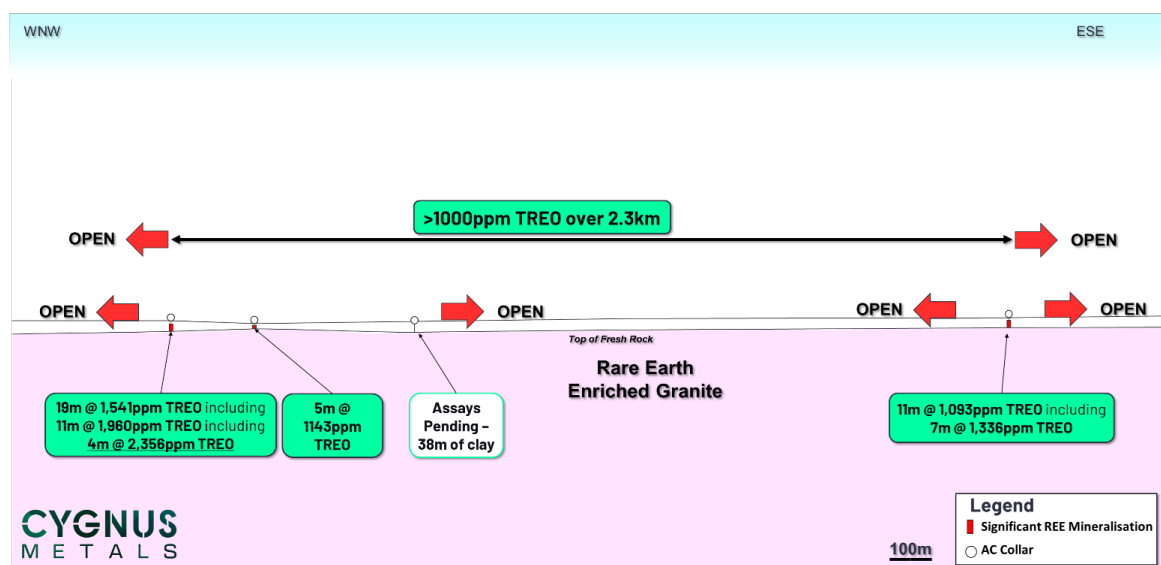 WNW
ESE
>1000ppm TREO over 2.3km
OPEN
OPEN
OPEN
OPEN
OPEN
OPEN
Top of Fresh Rock
Rare Earth
Enriched Granite
19m @ 1,541ppm TREO including
11m @ 1,960ppm TREO including
4m @ 2,356ppm TREO
5m @
1143ppm
TREO
Assays
Pending –
38m of clay
11m @ 1,093ppm TREO including
7m @ 1,336ppm TREO
CYGNUS
METALS
100m
Legend
Significant REE Mineralisation
AC Collar